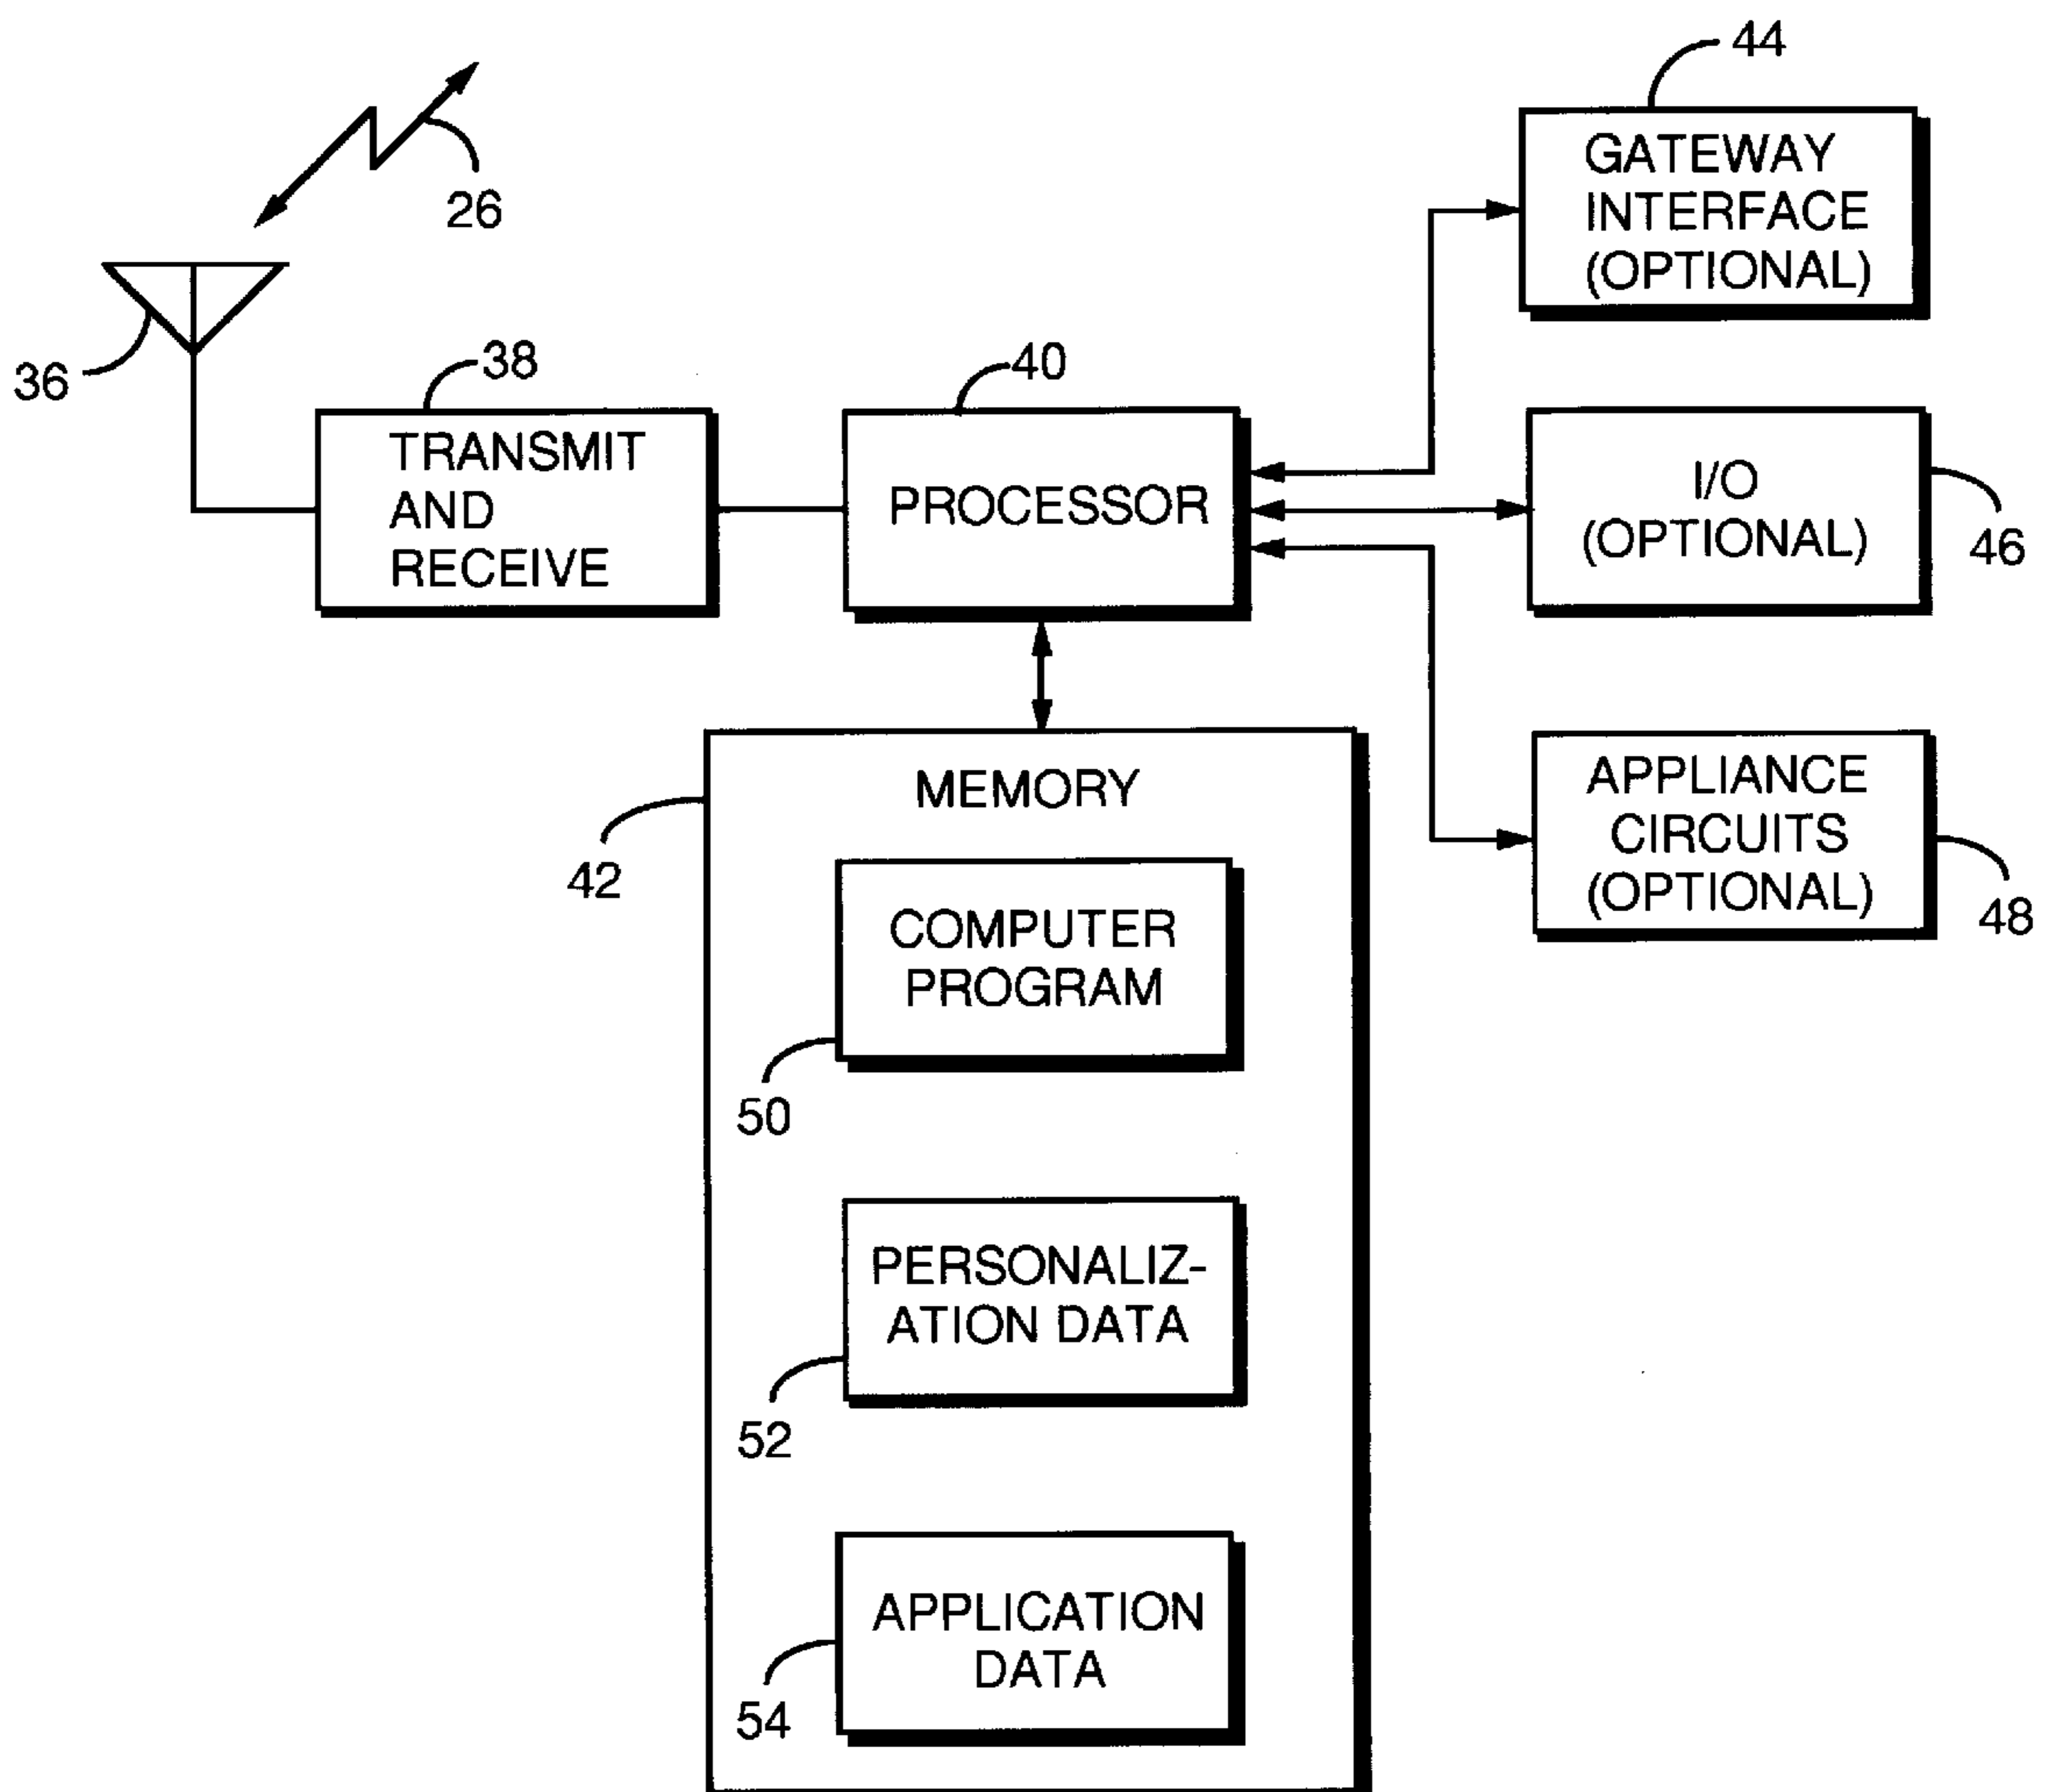 44
GATEWAY
INTERFACE
(OPTIONAL)
26
36
38
TRANSMIT
AND
RECEIVE
40
PROCESSOR
I/O
(OPTIONAL)
46
APPLIANCE
CIRCUITS
(OPTIONAL)
48
MEMORY
42
COMPUTER
PROGRAM
50
PERSONALIZ-
ATION DATA
52
APPLICATION
DATA
54